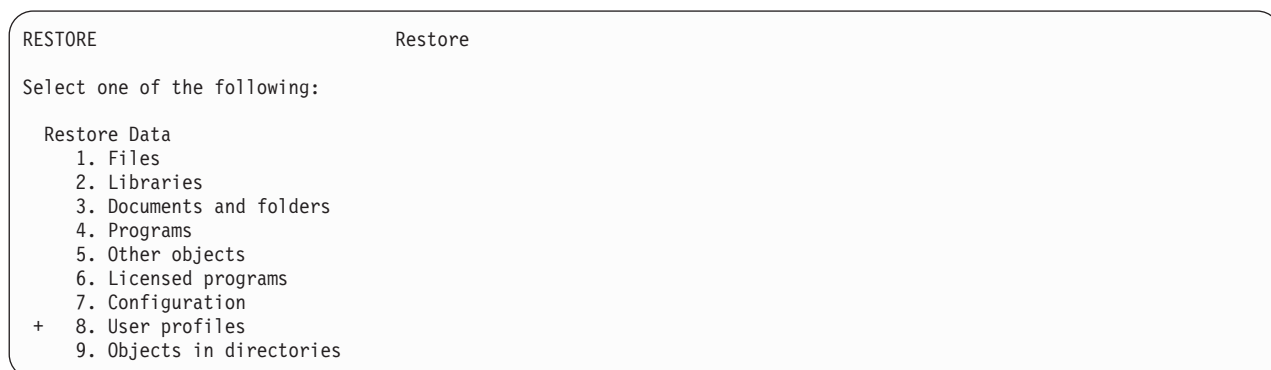 RESTORE Restore
Select one of the following:
Restore Data
1. Files
2. Libraries
3. Documents and folders
4. Programs
5. Other objects
6. Licensed programs
7. Configuration
+ 8. User profiles
9. Objects in directories